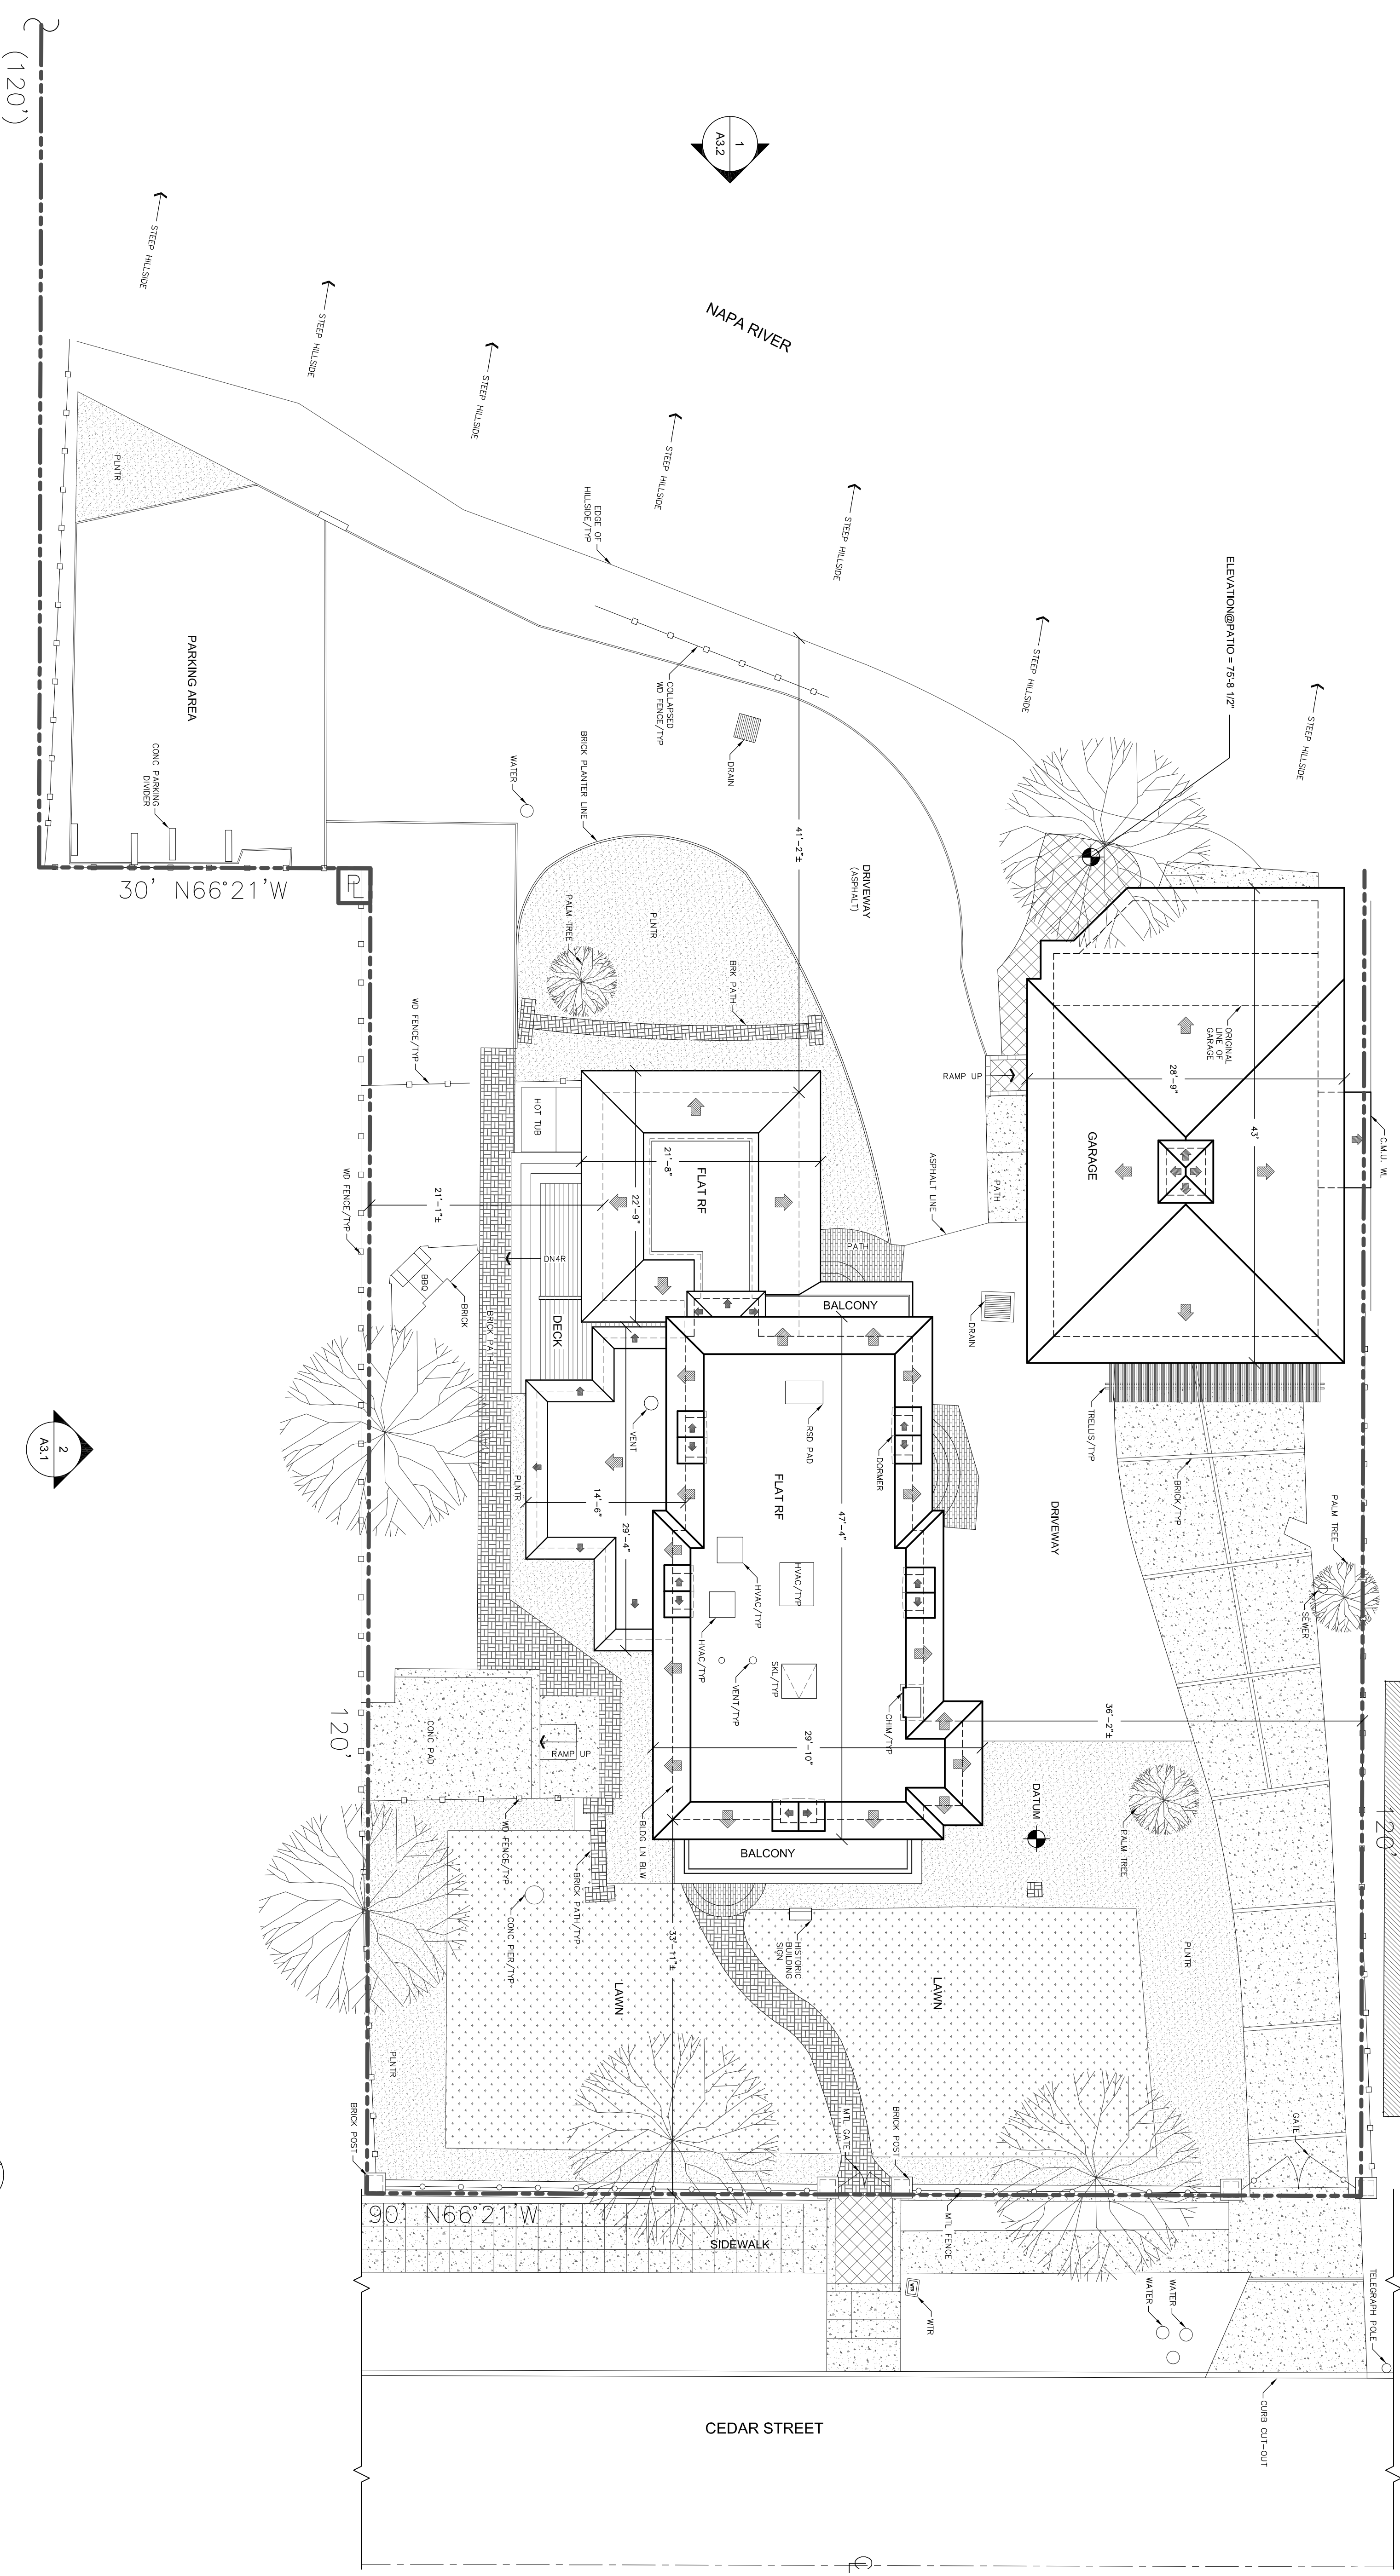 (120')
1
A3.2
STEEP HILLSIDE
STEEP HILLSIDE
STEEP HILLSIDE
STEEP HILLSIDE
STEEP HILLSIDE
STEEP HILLSIDE
STEEP HILLSIDE
NAPA RIVER
PLNTR
EDGE OF
HILLSIDE/TYP
ELEVATION@PATIO = 75'-8 1/2"
PARKING AREA
CONC PARKING
DIVIDER
COLLAPSED
WD FENCE/TYP
DRAIN
WATER
BRICK PLANTER LINE
41'-2"±
DRIVEWAY
(ASPHALT)
30' N66°21'W
PL
PALM TREE
PLNTR
BRK PATH
WD FENCE/TYP
ORIGINAL
LINE OF
GARAGE
28'-9"
43'
GARAGE
C.M.U. WL
RAMP UP
PATH
ASPHALT LINE
HOT TUB
21'-8"
FLAT RF
22'-9"
21'-1"±
WD FENCE/TYP
DN4R
PATH
BBQ
BRICK
BRICK PATH
DECK
BALCONY
DRAIN
2
A3.1
VENT
RSD PAD
DORMER
TRELLIS/TYP
BRICK/TYP
PALM TREE
SEWER
PLNTR
14'-6"
29'-4"
FLAT RF
47'-4"
DRIVEWAY
HVAC/TYP
HVAC/TYP
HVAC/TYP
VENT/TYP
SKL/TYP
CHIM/TYP
36'-2"±
120'
CONC PAD
RAMP UP
29'-10"
BLDG LN BLW
DATUM
PALM TREE
120'
BALCONY
WD FENCE/TYP
BRICK PATH/TYP
CONC PIER/TYP
33'-11"±
HISTORIC
BUILDING
SIGN
PLNTR
LAWN
LAWN
PLNTR
BRICK POST
MTL GATE
BRICK POST
GATE
90' N66°21'W
SIDEWALK
MTL FENCE
WTR
WTR
WATER
WATER
TELEGRAPH POLE
CURB CUT-OUT
CEDAR STREET
CL